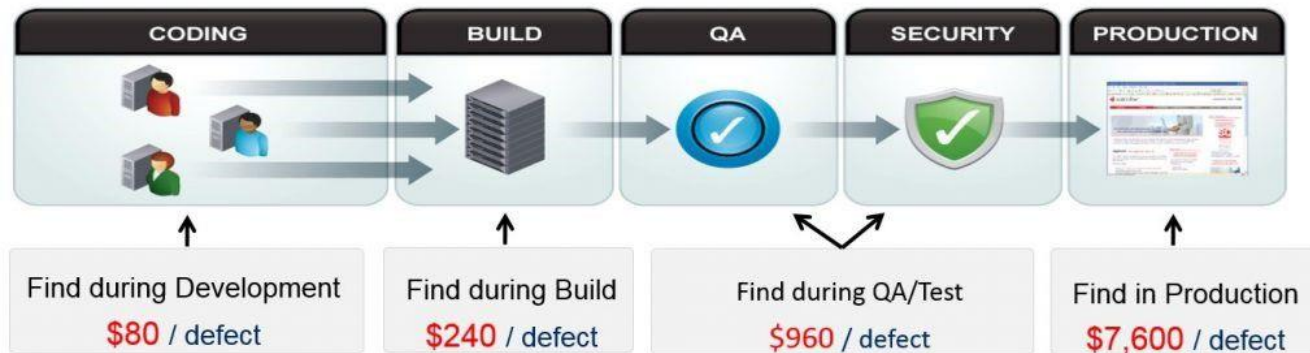 CODING
BUILD
QA
SECURITY
PRODUCTION
Find during Development
$80 / defect
Find during Build
$240 / defect
Find during QA/Test
$960 / defect
Find in Production
$7,600 / defect